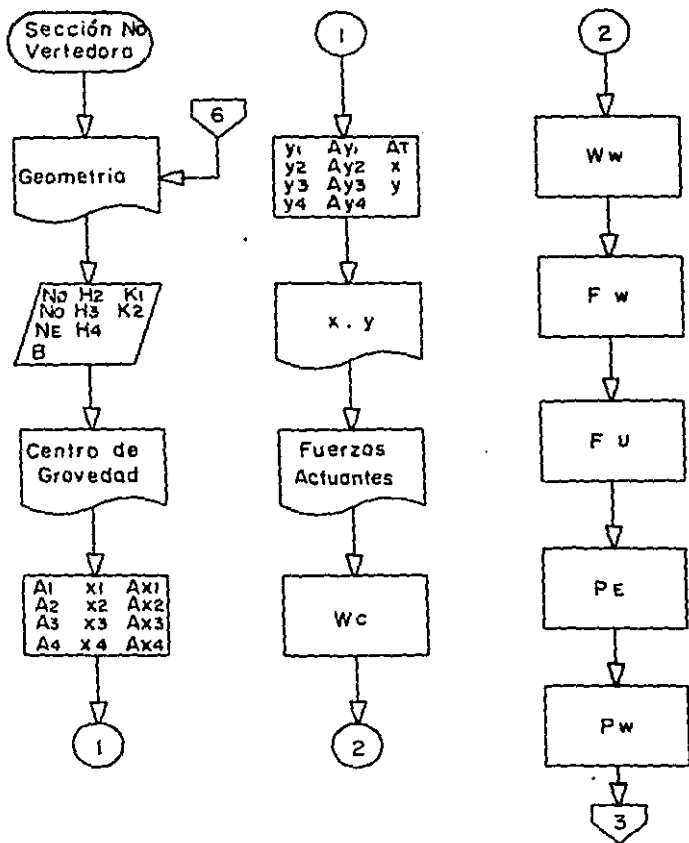 Sección No
Vertedora
6
Geometria
No H2 K1
No H3 K2
NE H4
B
Centro de
Gravedad
A1 x1 Ax1
A2 x2 Ax2
A3 x3 Ax3
A4 x4 Ax4
1
1
y1 Ay1 AT
y2 Ay2 x
y3 Ay3 y
y4 Ay4
x . y
Fuerzas
Actuantes
Wc
2
2
Ww
F w
F U
PE
Pw
3